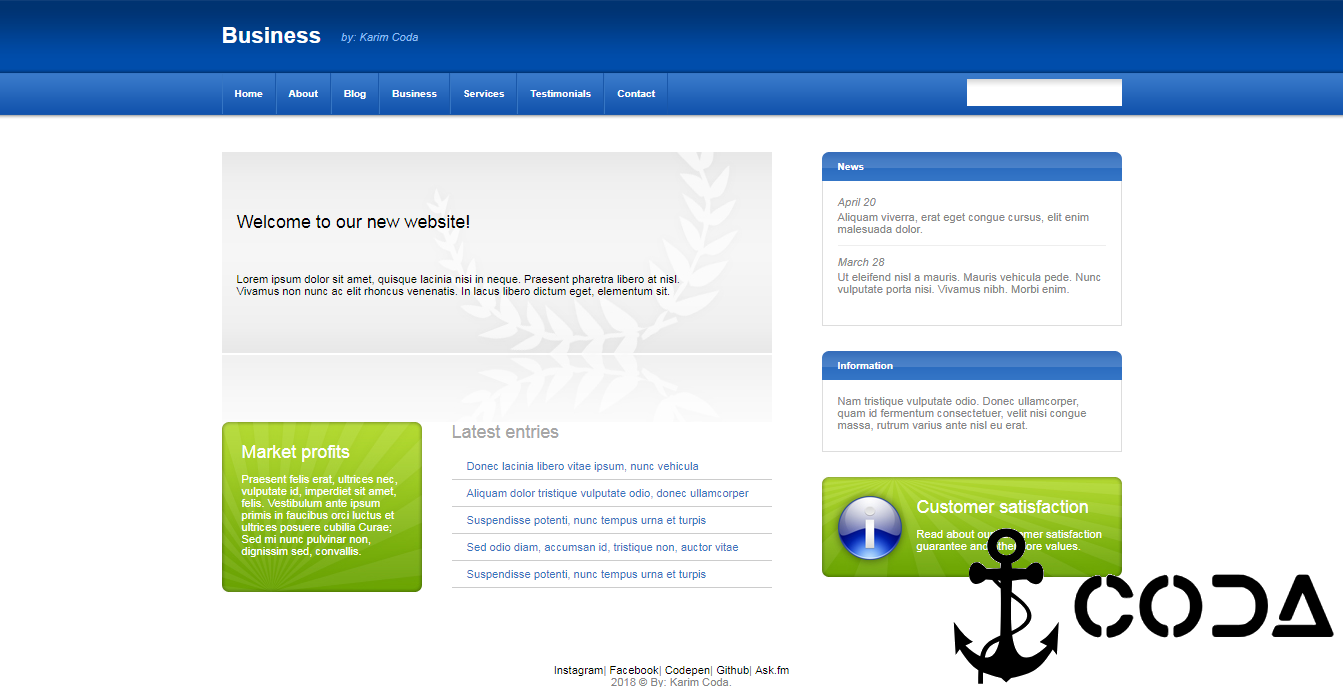 Business by: Karim Coda
Home About Blog Business Services Testimonials Contact
Welcome to our new website!
Lorem ipsum dolor sit amet, quisque lacinia nisi in neque. Praesent pharetra libero at nisl.
Vivamus non nunc ac elit rhoncus venenatis. In lacus libero dictum eget, elementum sit.
Market profits
Praesent felis erat, ultrices nec,
vulputate id, imperdiet sit amet,
felis. Vestibulum ante ipsum
primis in faucibus orci luctus et
ultrices posuere cubilia Curae;
Sed mi nunc pulvinar non,
dignissim sed, convallis.
Latest entries
Donec lacinia libero vitae ipsum, nunc vehicula
Aliquam dolor tristique vulputate odio, donec ullamcorper
Suspendisse potenti, nunc tempus urna et turpis
Sed odio diam, accumsan id, tristique non, auctor vitae
Suspendisse potenti, nunc tempus urna et turpis
News
April 20
Aliquam viverra, erat eget congue cursus, elit enim
malesuada dolor.
March 28
Ut eleifend nisl a mauris. Mauris vehicula pede. Nunc
vulputate porta nisi. Vivamus nibh. Morbi enim.
Information
Nam tristique vulputate odio. Donec ullamcorper,
quam id fermentum consectetuer, velit nisi congue
massa, rutrum varius ante nisl eu erat.
Customer satisfaction
Read about our customer satisfaction
guarantee and values.
CODA
Instagram| Facebook| Codepen| Github| Ask.fm
2018 © By: Karim Coda.